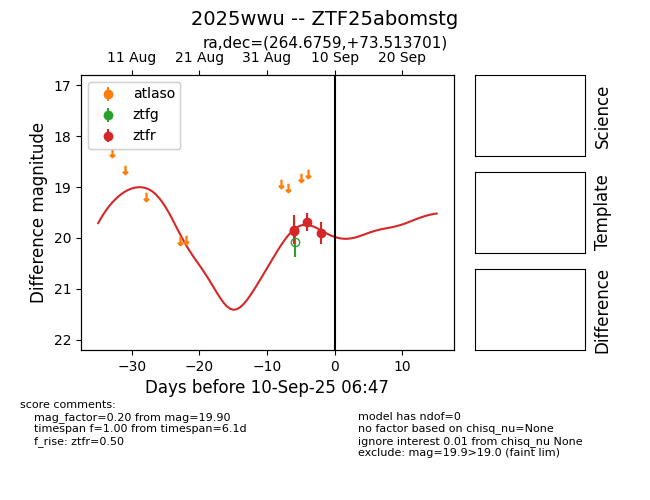 2025wwu -- ZTF25abomstg
ra,dec=(264.6759,+73.513701)
11 Aug 21 Aug 31 Aug 10 Sep 20 Sep
atlaso
ztfg
ztfr
17
18
19
20
21
22
Difference magnitude
−30 −20 −10 0 10
Days before 10-Sep-25 06:47
Science
Template
Difference
score comments:
mag_factor=0.20 from mag=19.90
timespan f=1.00 from timespan=6.1d
f_rise: ztfr=0.50
model has ndof=0
no factor based on chisq_nu=None
ignore interest 0.01 from chisq_nu None
exclude: mag=19.9>19.0 (faint lim)